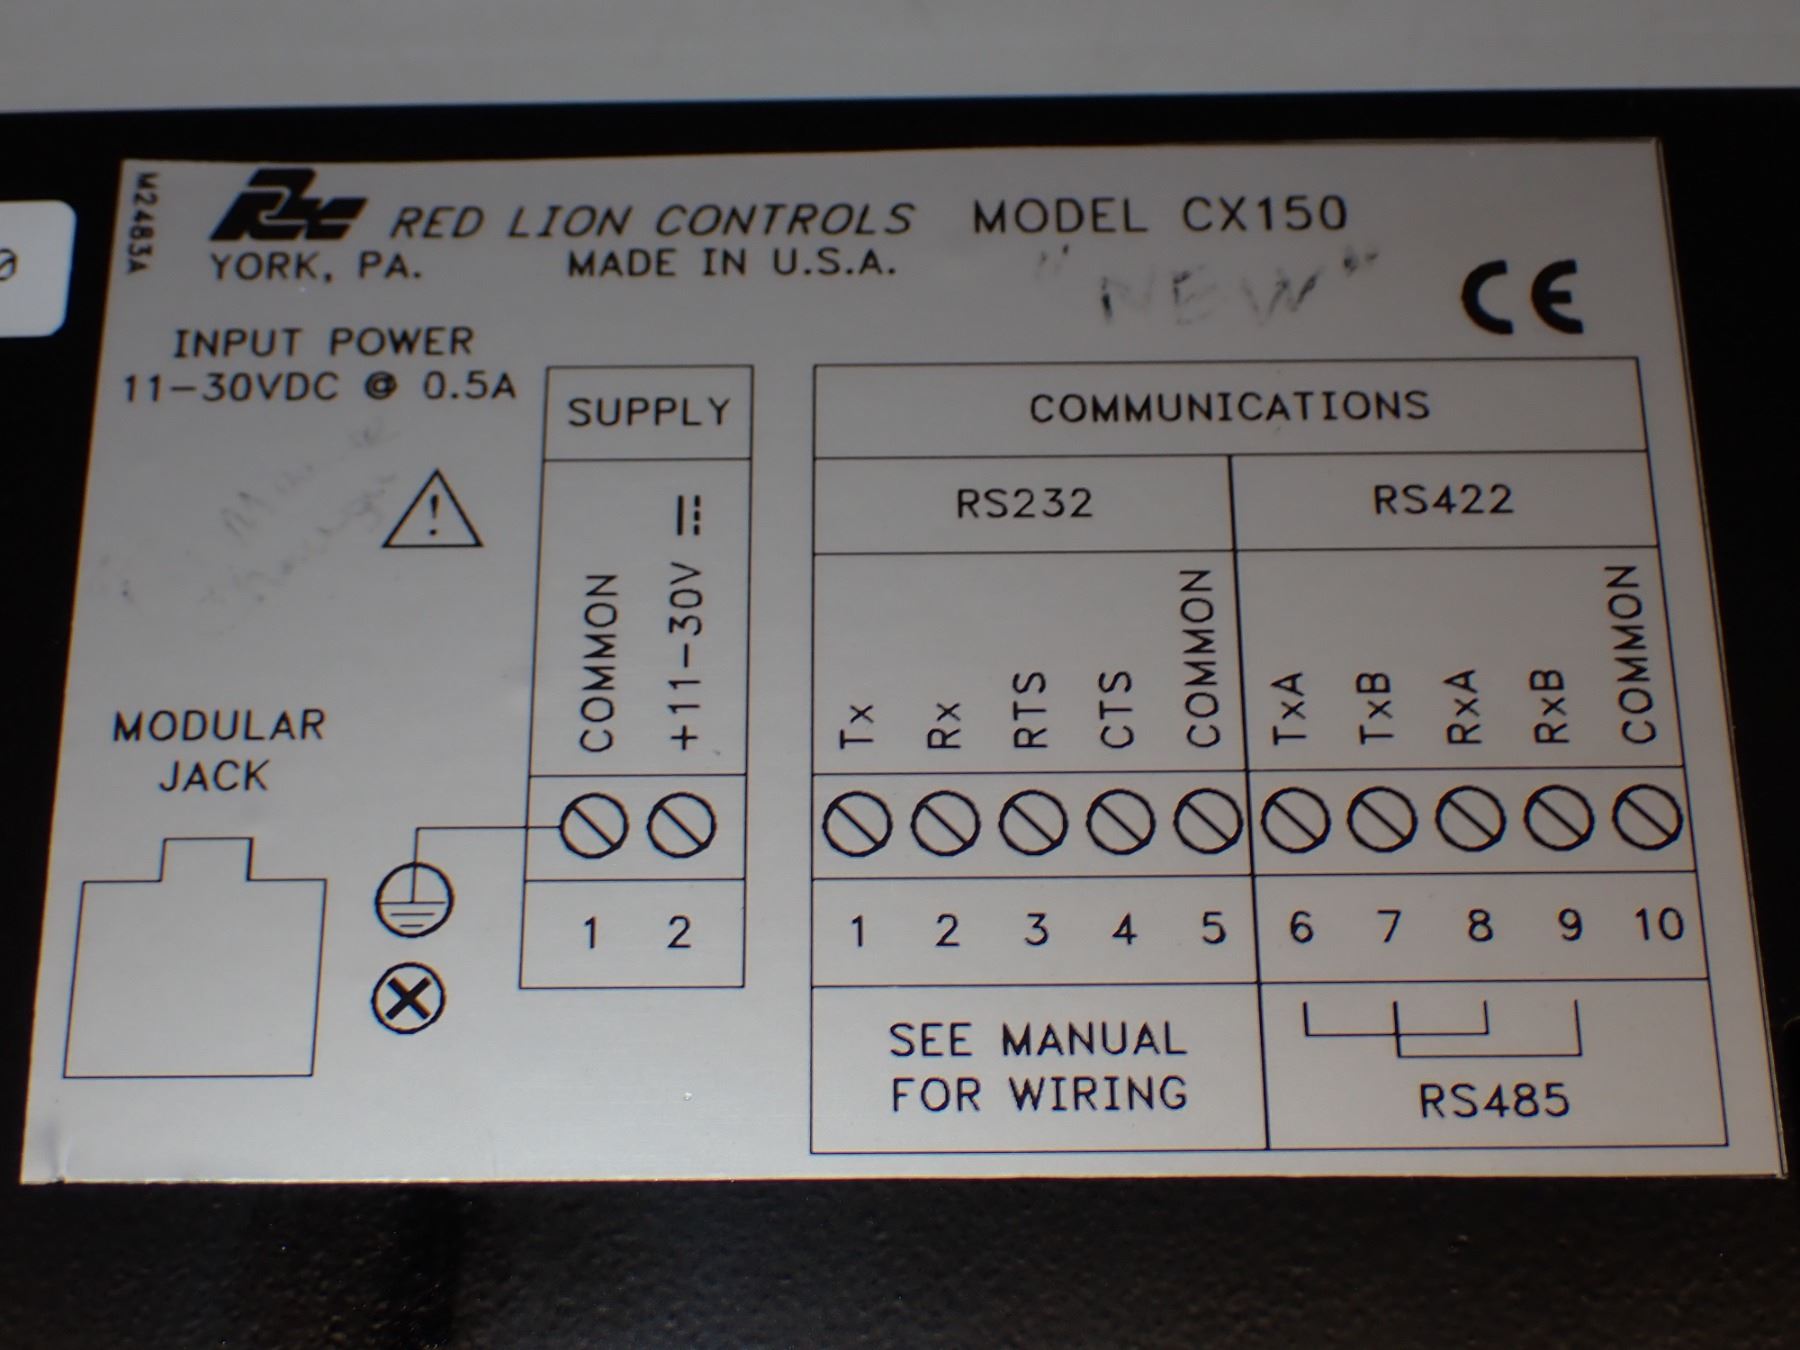 M2483A
RLC RED LION CONTROLS MODEL CX150
YORK, PA. MADE IN U.S.A.
"NEW"
CE
INPUT POWER
11-30VDC @ 0.5A
SUPPLY
COMMON
+11-30V
1 2
MODULAR
JACK
COMMUNICATIONS
RS232 RS422
Tx
Rx
RTS
CTS
COMMON
TxA
TxB
RxA
RxB
COMMON
1 2 3 4 5 6 7 8 9 10
SEE MANUAL
FOR WIRING
RS485